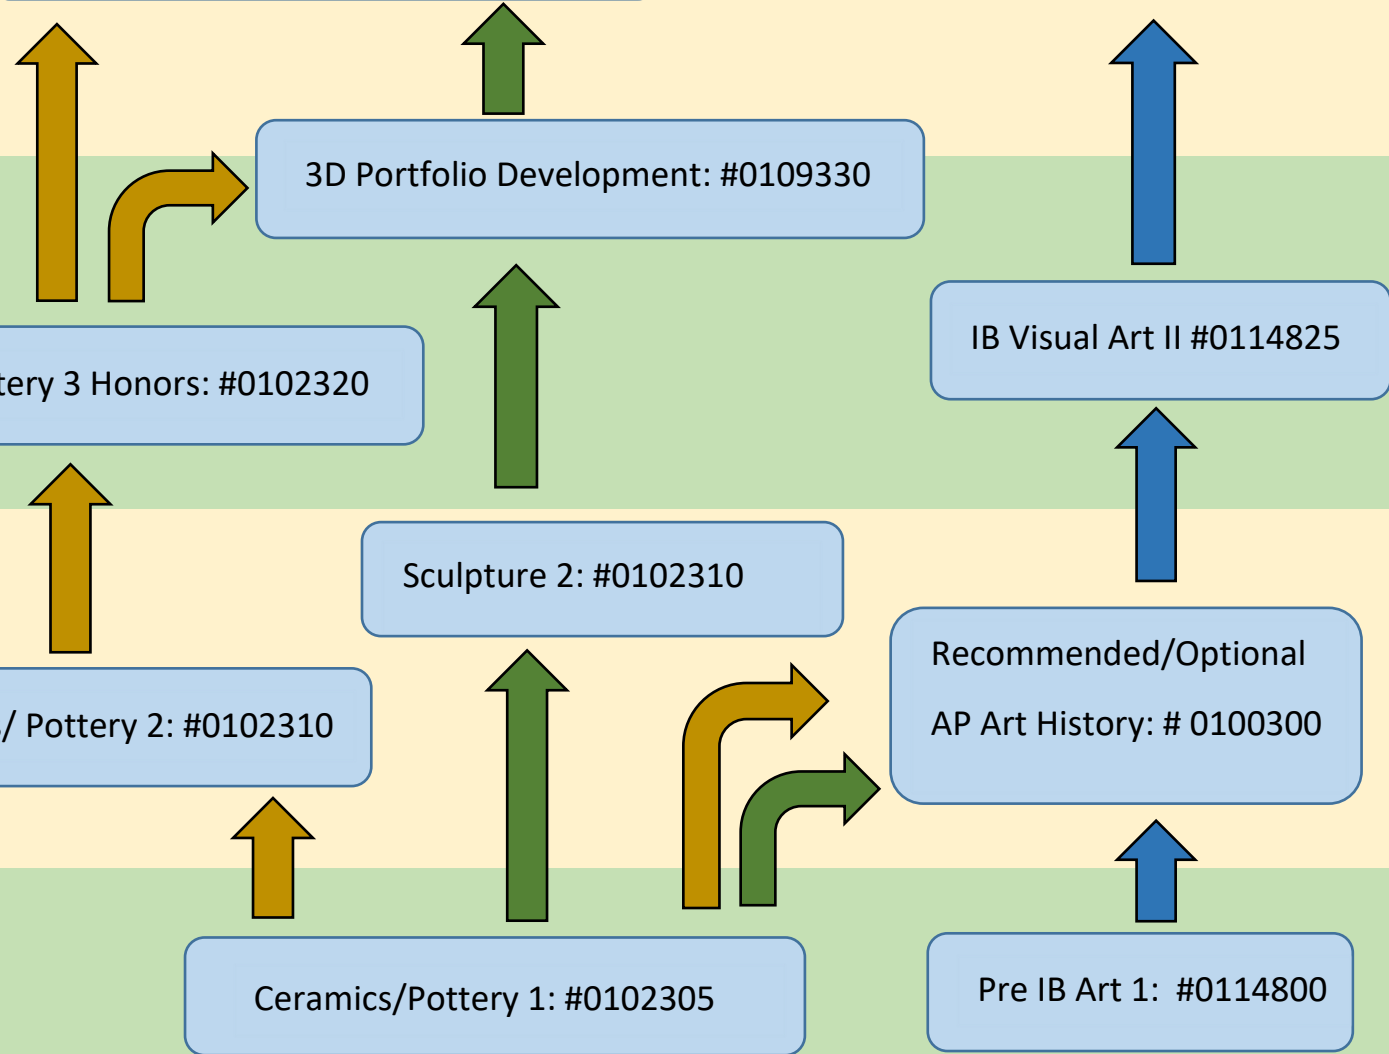 3D Portfolio Development: #0109330
IB Visual Art II #0114825
3 Honors: #0102320
Sculpture 2: #0102310
Recommended/Optional
AP Art History: # 0100300
/ Pottery 2: #0102310
Ceramics/Pottery 1: #0102305
Pre IB Art 1: #0114800